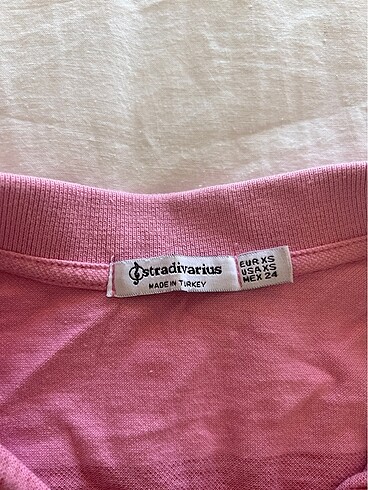 stradivarius
MADE IN TURKEY
EUR XS
USA XS
MEX 24